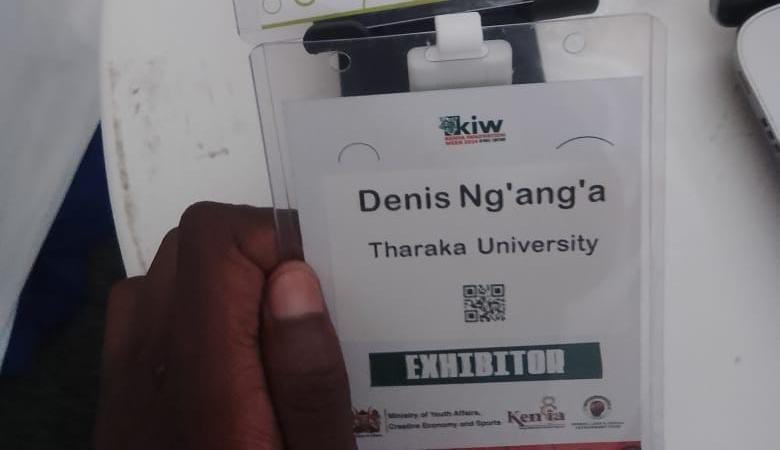 kiw
KENYA INNOVATION
WEEK 2024
Denis Ng'ang'a
Tharaka University
EXHIBITOR
Ministry of Youth Affairs,
Creative Economy and Sports
Kenia